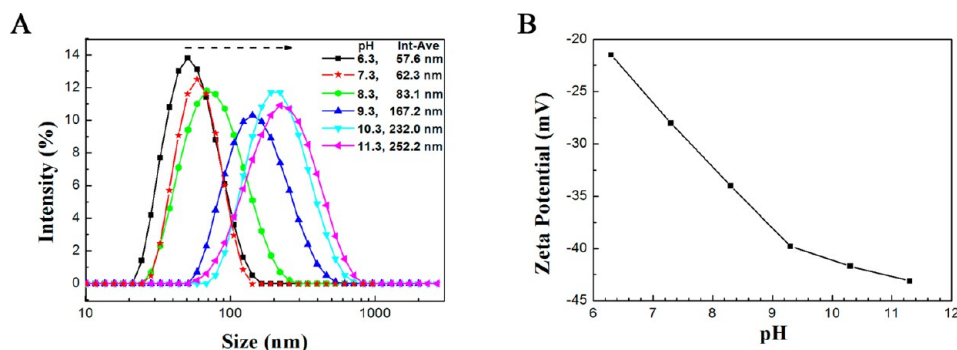 A
B
pH Int-Ave
6.3, 57.6 nm
7.3, 62.3 nm
8.3, 83.1 nm
9.3, 167.2 nm
10.3, 232.0 nm
11.3, 252.2 nm
14
12
10
8
6
4
2
0
Intensity (%)
10 100 1000
Size (nm)
-20
-25
-30
-35
-40
-45
Zeta Potential (mV)
6 7 8 9 10 11 12
pH